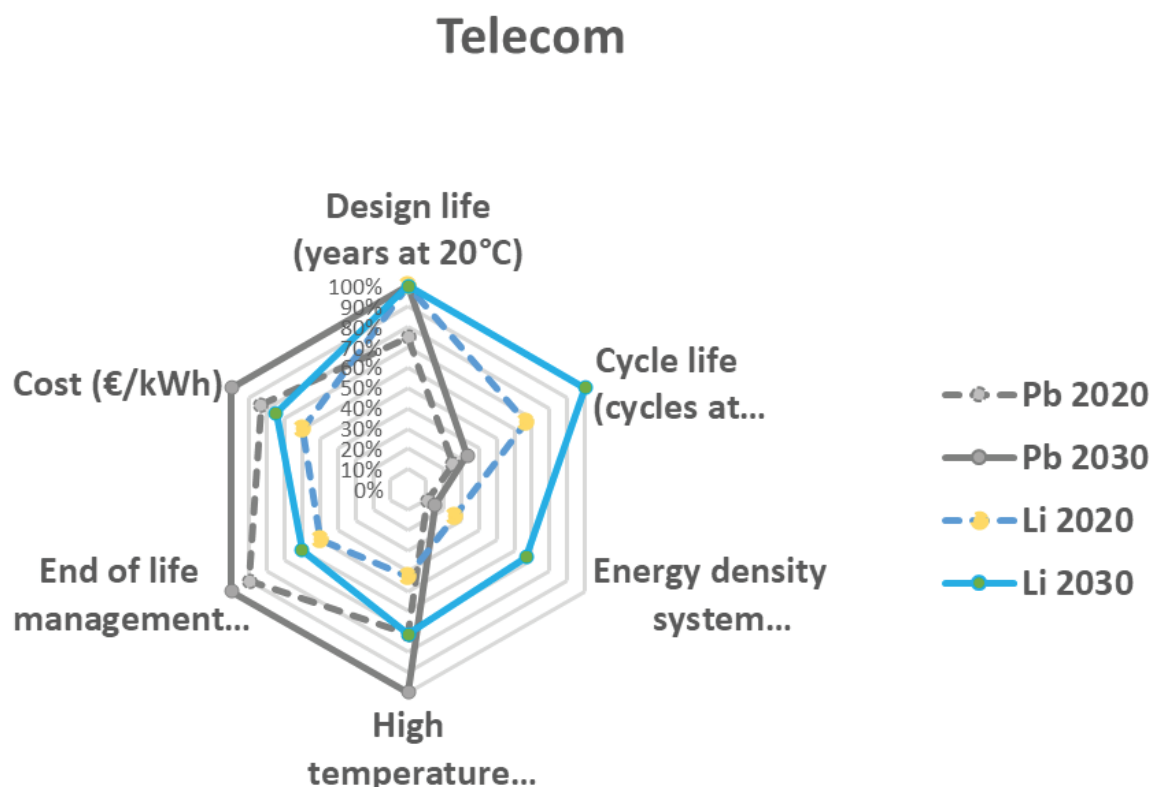 Telecom
Design life
(years at 20°C)
100%
90%
80%
70%
60%
50%
40%
30%
20%
10%
0%
Cost (€/kWh)
Cycle life
(cycles at...
End of life
management...
Energy density
system...
High
temperature...
Pb 2020
Pb 2030
Li 2020
Li 2030